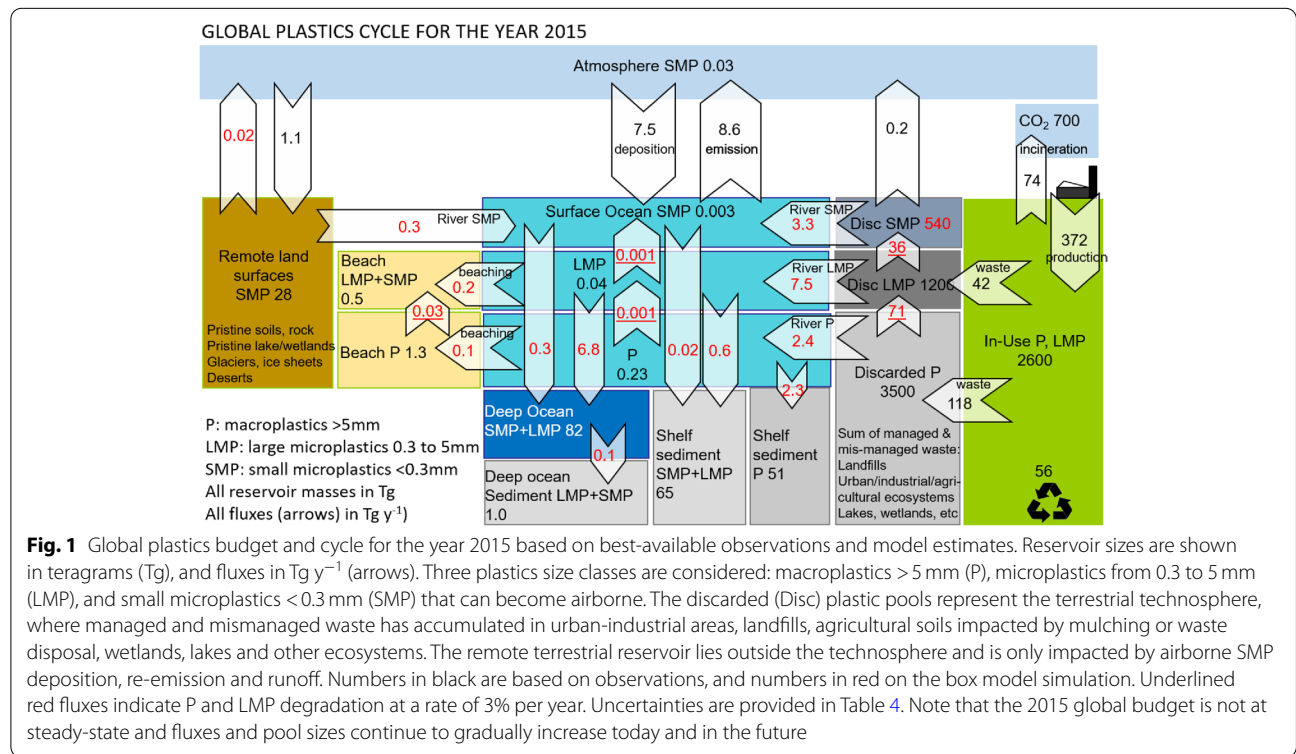 GLOBAL PLASTICS CYCLE FOR THE YEAR 2015
Atmosphere SMP 0.03
0.02
1.1
7.5
deposition
8.6
emission
0.2
CO2 700
incineration
74
372
production
Remote land
surfaces
SMP 28
Pristine soils, rock
Pristine lake/wetlands
Glaciers, ice sheets
Deserts
River SMP
0.3
Surface Ocean SMP 0.003
River SMP
3.3
Disc SMP 540
36
Beach
LMP+SMP
0.5
beaching
0.2
LMP
0.04
0.001
River LMP
7.5
Disc LMP 1200
waste
42
0.03
0.001
71
Beach P 1.3
beaching
0.1
0.3
6.8
P
0.23
0.02
0.6
River P
2.4
2.3
Discarded P
3500
waste
118
In-Use P, LMP
2600
56
Deep Ocean
SMP+LMP 82
0.1
Deep ocean
Sediment LMP+SMP
1.0
Shelf
sediment
SMP+LMP
65
Shelf
sediment
P 51
Sum of managed &
mis-managed waste:
Landfills
Urban/industrial/agri-
cultural ecosystems
Lakes, wetlands, etc
P: macroplastics >5mm
LMP: large microplastics 0.3 to 5mm
SMP: small microplastics <0.3mm
All reservoir masses in Tg
All fluxes (arrows) in Tg y-1)
Fig. 1 Global plastics budget and cycle for the year 2015 based on best-available observations and model estimates. Reservoir sizes are shown
in teragrams (Tg), and fluxes in Tg y−1 (arrows). Three plastics size classes are considered: macroplastics > 5 mm (P), microplastics from 0.3 to 5 mm
(LMP), and small microplastics < 0.3 mm (SMP) that can become airborne. The discarded (Disc) plastic pools represent the terrestrial technosphere,
where managed and mismanaged waste has accumulated in urban-industrial areas, landfills, agricultural soils impacted by mulching or waste
disposal, wetlands, lakes and other ecosystems. The remote terrestrial reservoir lies outside the technosphere and is only impacted by airborne SMP
deposition, re-emission and runoff. Numbers in black are based on observations, and numbers in red on the box model simulation. Underlined
red fluxes indicate P and LMP degradation at a rate of 3% per year. Uncertainties are provided in Table 4. Note that the 2015 global budget is not at
steady-state and fluxes and pool sizes continue to gradually increase today and in the future